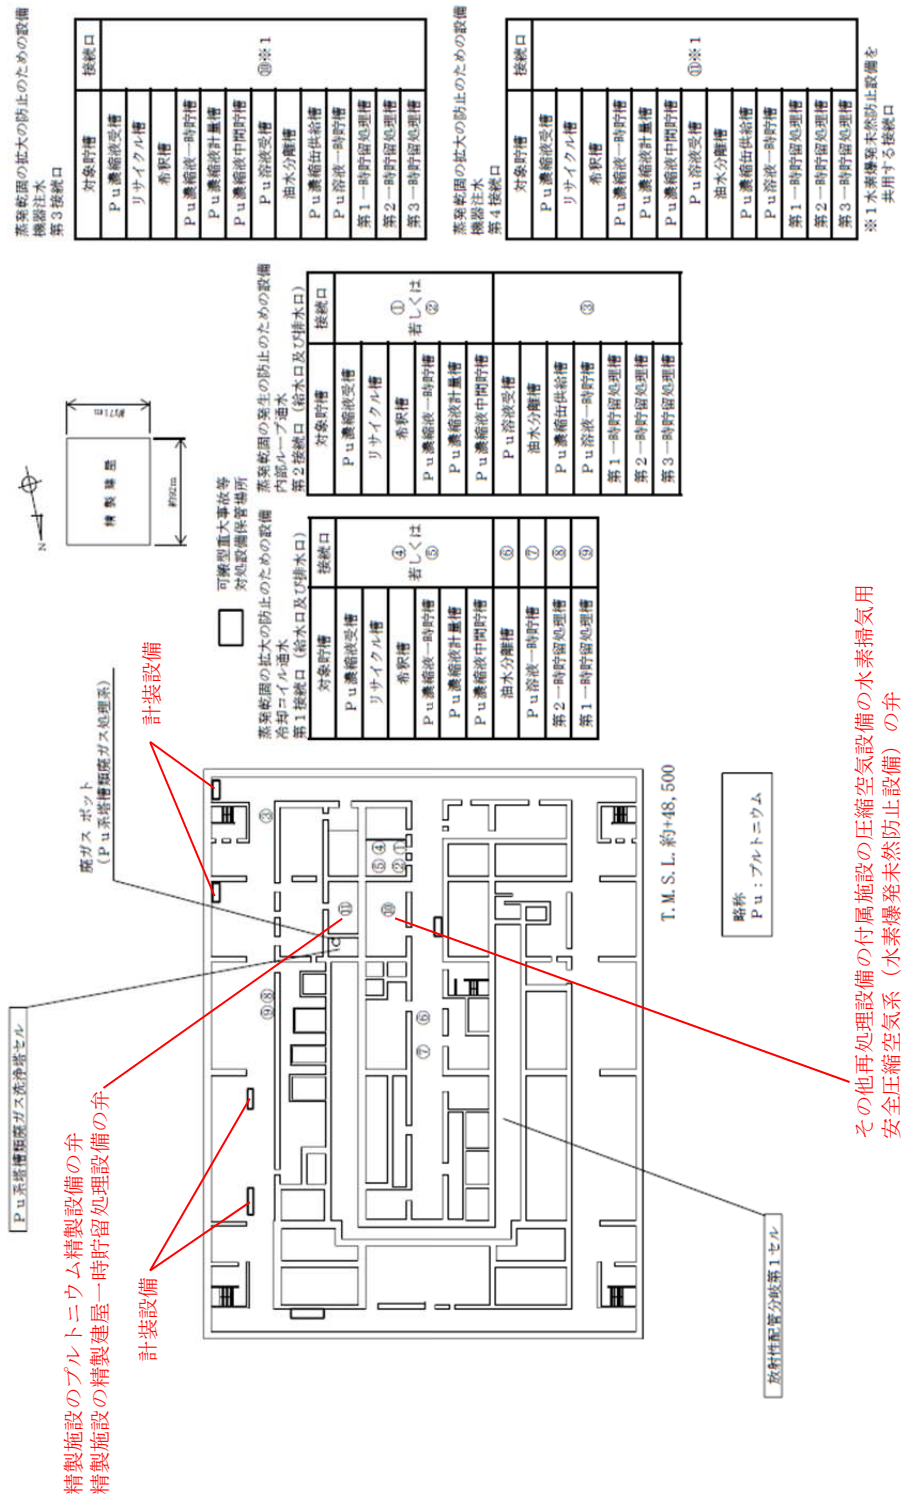 精製施設のプルトニウム精製設備の弁
精製施設の精製建屋一時貯留処理設備の弁
計装設備
Pu系塔槽類廃ガス洗浄塔セル
廃ガス ポット
(Pu系塔槽類廃ガス処理系)
計装設備
N
精製建屋
約92m
約71m
可搬型重大事故等
対処設備保管場所
⑨⑧
⑪
③
⑩
⑤④
②①
⑦
⑥
T.M.S.L.約+48,500
放射性配管分岐第1セル
略称
Pu:プルトニウム
その他再処理設備の付属施設の圧縮空気設備の水素掃気用
安全圧縮空気系(水素爆発未然防止設備)の弁
蒸発乾固の拡大の防止のための設備
冷却コイル通水
第1接続口(給水口及び排水口)
対象貯槽 接続口
Pu濃縮液受槽
リサイクル槽
希釈槽
Pu濃縮液一時貯槽
Pu濃縮液計量槽
Pu濃縮液中間貯槽
④
若しくは
⑤
油水分離槽 ⑥
Pu溶液一時貯槽 ⑦
第2一時貯留処理槽 ⑧
第1一時貯留処理槽 ⑨
蒸発乾固の発生の防止のための設備
内部ループ通水
第2接続口(給水口及び排水口)
対象貯槽 接続口
Pu濃縮液受槽
リサイクル槽
希釈槽
Pu濃縮液一時貯槽
Pu濃縮液計量槽
Pu濃縮液中間貯槽
①
若しくは
②
Pu溶液受槽
油水分離槽
Pu濃縮缶供給槽
Pu溶液一時貯槽
第1一時貯留処理槽
第2一時貯留処理槽
第3一時貯留処理槽
③
蒸発乾固の拡大の防止のための設備
機器注水
第3接続口
対象貯槽 接続口
Pu濃縮液受槽
リサイクル槽
希釈槽
Pu濃縮液一時貯槽
Pu濃縮液計量槽
Pu濃縮液中間貯槽
Pu溶液受槽
油水分離槽
Pu濃縮缶供給槽
Pu溶液一時貯槽
第1一時貯留処理槽
第2一時貯留処理槽
第3一時貯留処理槽
⑩※1
蒸発乾固の拡大の防止のための設備
機器注水
第4接続口
対象貯槽 接続口
Pu濃縮液受槽
リサイクル槽
希釈槽
Pu濃縮液一時貯槽
Pu濃縮液計量槽
Pu濃縮液中間貯槽
Pu溶液受槽
油水分離槽
Pu濃縮缶供給槽
Pu溶液一時貯槽
第1一時貯留処理槽
第2一時貯留処理槽
第3一時貯留処理槽
⑪※1
※1水素爆発未然防止設備を
共用する接続口